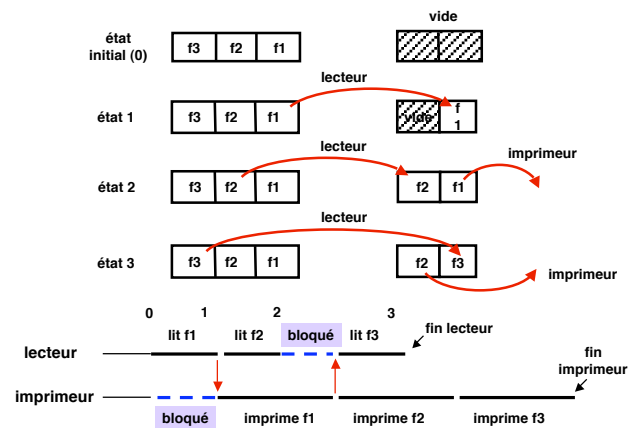 vide
état
initial (0)
f3 f2 f1
lecteur
état 1
f3 f2 f1
vide
f
1
lecteur
imprimeur
état 2
f3 f2 f1
f2 f1
lecteur
état 3
f3 f2 f1
f2 f3
imprimeur
0 1 2 3
lit f1 lit f2 bloqué lit f3
fin lecteur
lecteur
fin
imprimeur
imprimeur
bloqué imprime f1 imprime f2 imprime f3